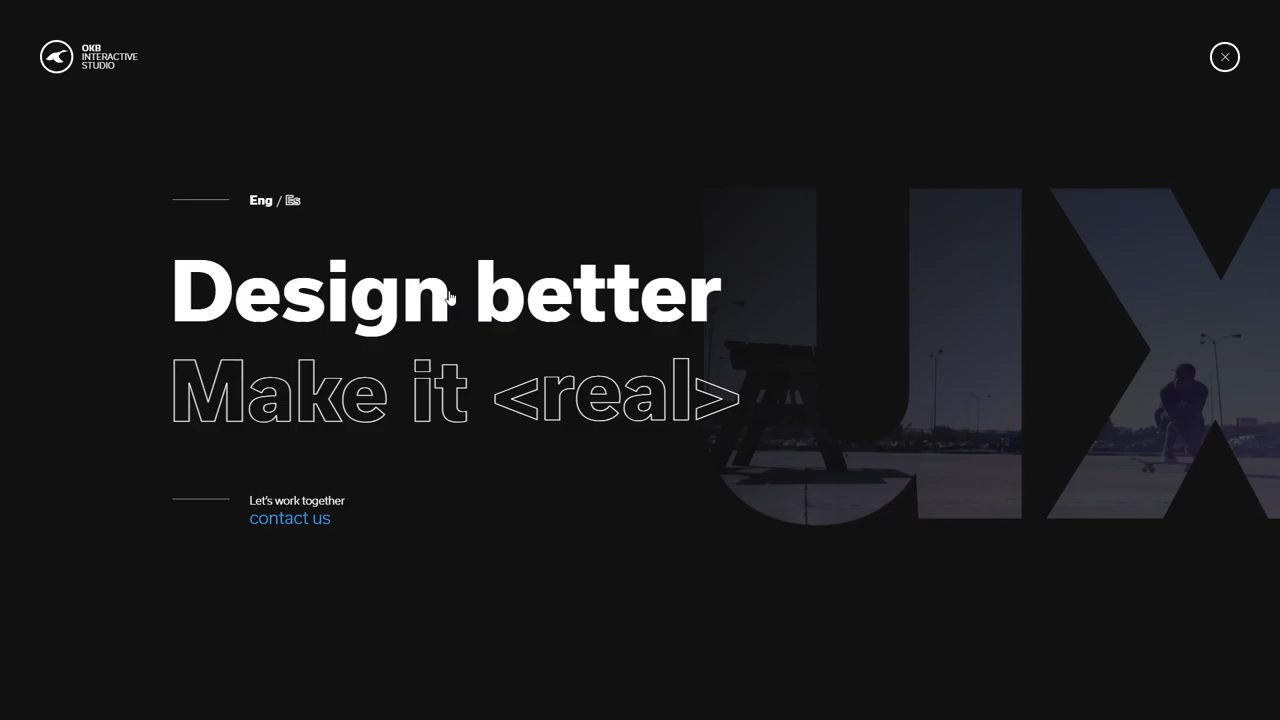 OKB
INTERACTIVE
STUDIO
Eng / Es
Design better
Make it <real>
Let's work together
contact us
ux